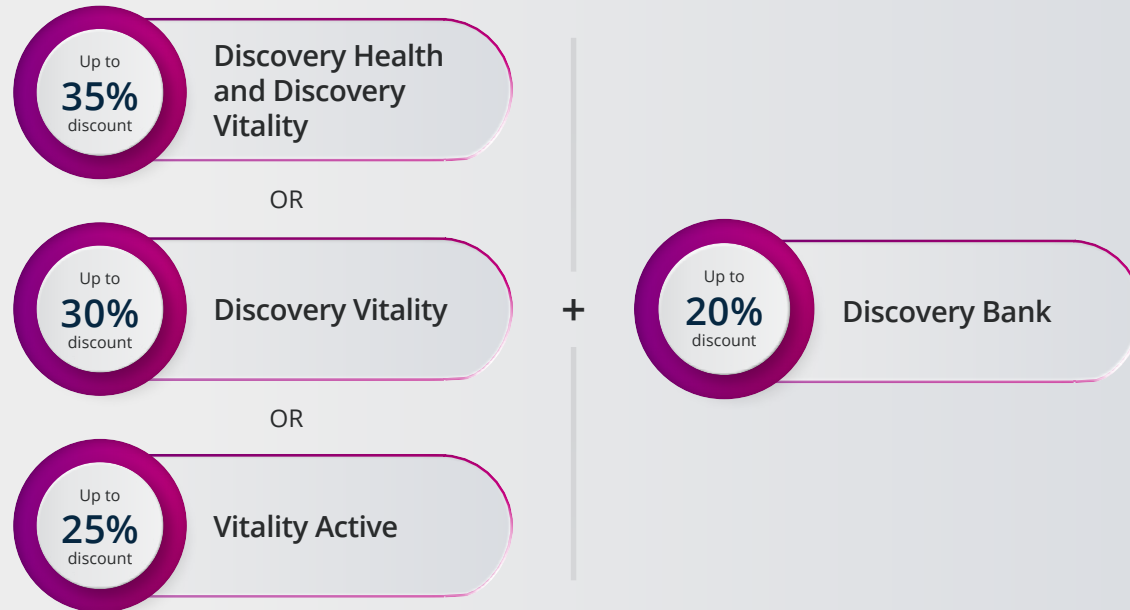 Up to
35%
discount
Discovery Health
and Discovery
Vitality
OR
Up to
30%
discount
Discovery Vitality
OR
Up to
25%
discount
Vitality Active
+
Up to
20%
discount
Discovery Bank